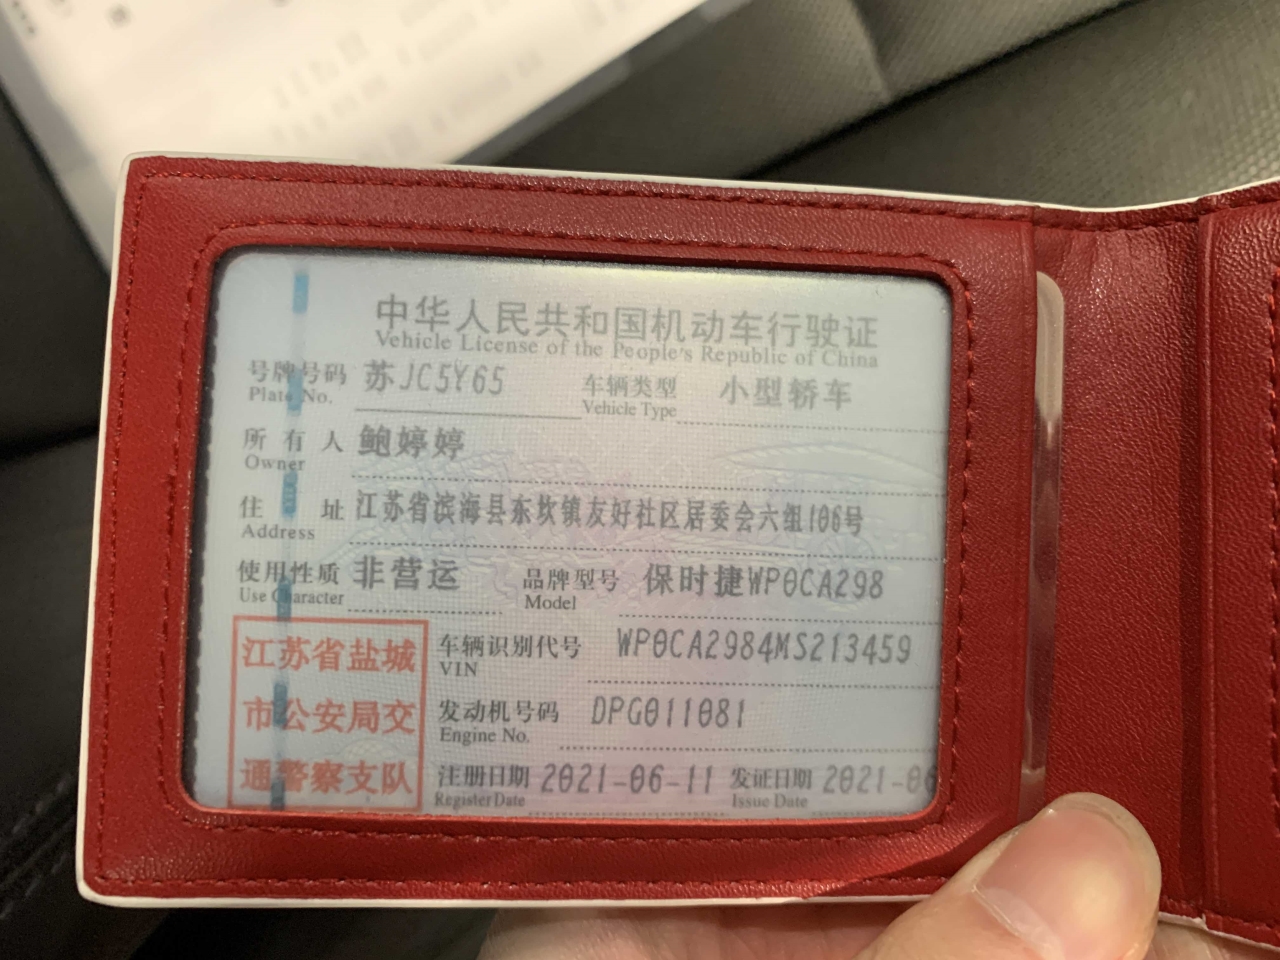 中华人民共和国机动车行驶证
Vehicle License of the People's Republic of China
号牌号码 苏JC5Y65 车辆类型 小型轿车
Plate No. Vehicle Type
所有人 鲍婷婷
Owner
住址 江苏省滨海县东坎镇友好社区居委会六组106号
Address
使用性质 非营运 品牌型号 保时捷WP0CA298
Use Character Model
江苏省盐城
市公安局交
通警察支队
车辆识别代号 WP0CA2984MS213459
VIN
发动机号码 DPG011081
Engine No.
注册日期 2021-06-11 发证日期 2021-06
Register Date Issue Date